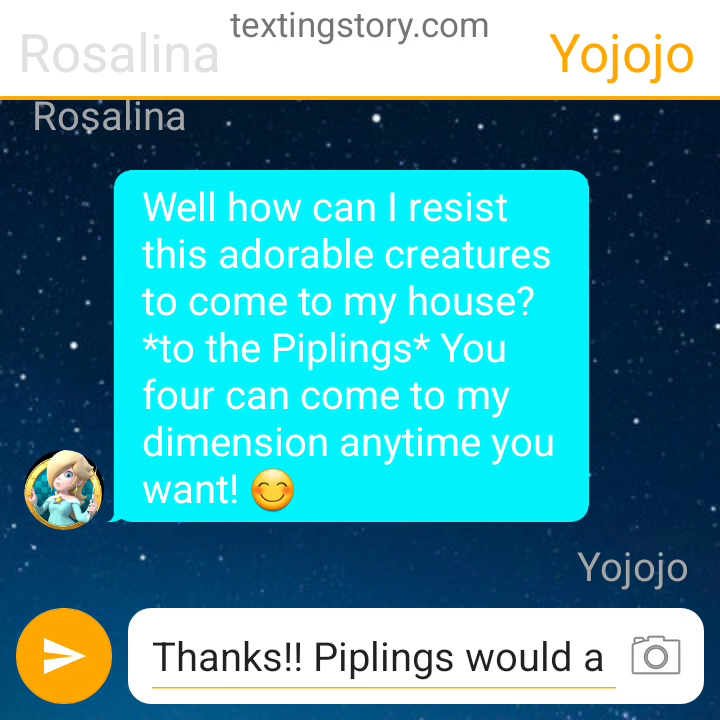 textingstory.com
Rosalina
Yojojo
Rosalina
Well how can I resist
this adorable creatures
to come to my house?
*to the Piplings* You
four can come to my
dimension anytime you
want! 😊
Yojojo
Thanks!! Piplings would a